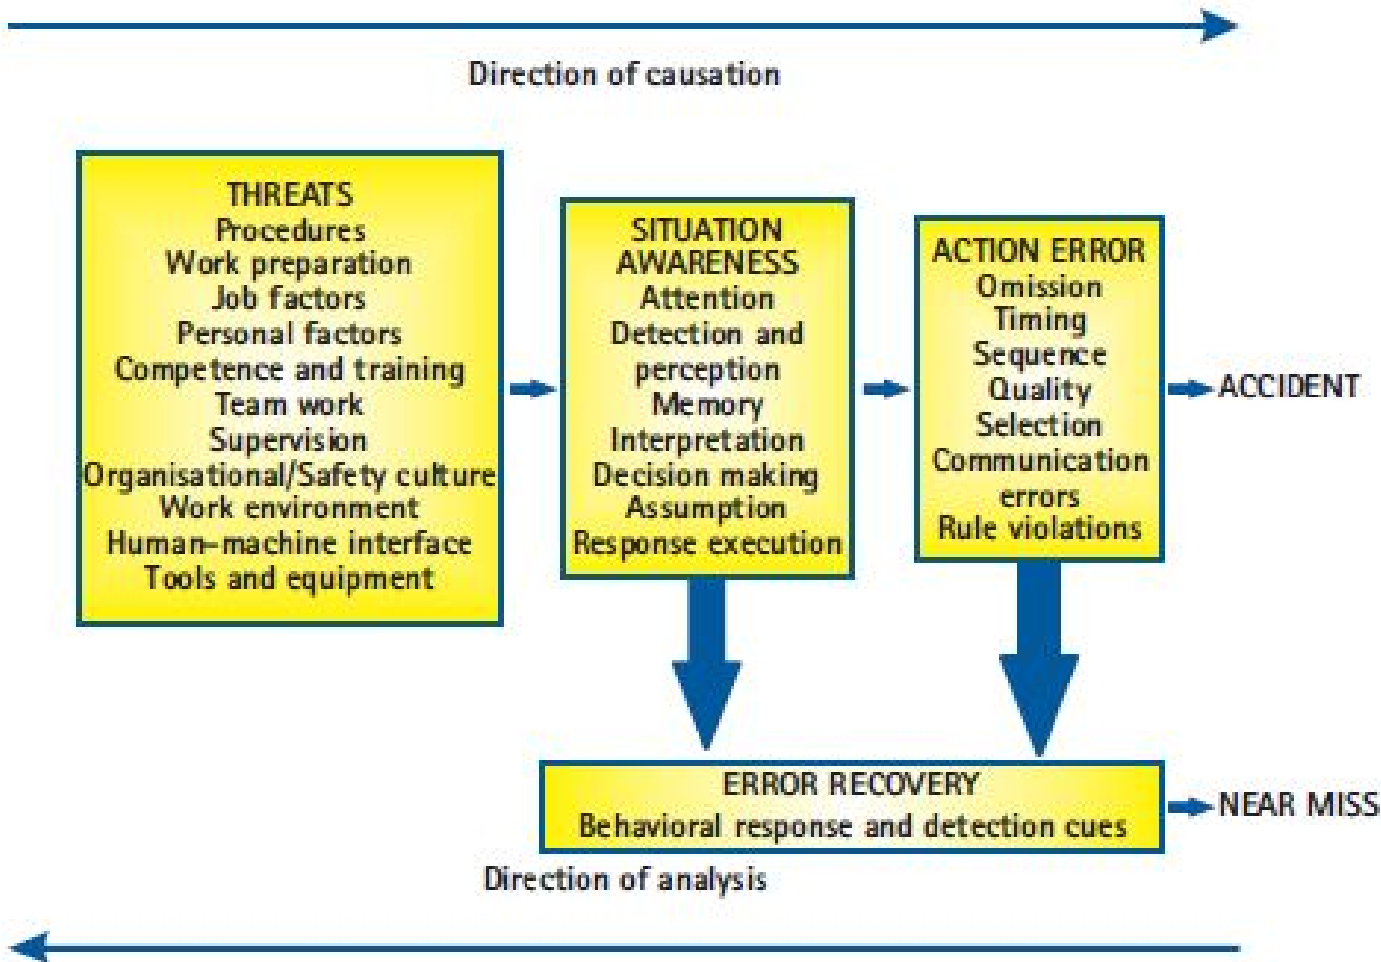 Direction of causation
THREATS
Procedures
Work preparation
Job factors
Personal factors
Competence and training
Team work
Supervision
Organisational/Safety culture
Work environment
Human-machine interface
Tools and equipment
SITUATION
AWARENESS
Attention
Detection and
perception
Memory
Interpretation
Decision making
Assumption
Response execution
ACTION ERROR
Omission
Timing
Sequence
Quality
Selection
Communication
errors
Rule violations
ACCIDENT
ERROR RECOVERY
Behavioral response and detection cues
NEAR MISS
Direction of analysis